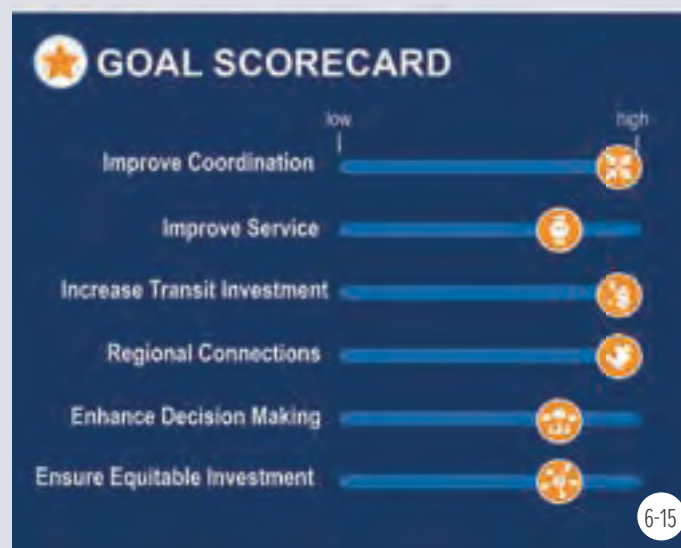 GOAL SCORECARD
low high
Improve Coordination
Improve Service
Increase Transit Investment
Regional Connections
Enhance Decision Making
Ensure Equitable Investment
6-15